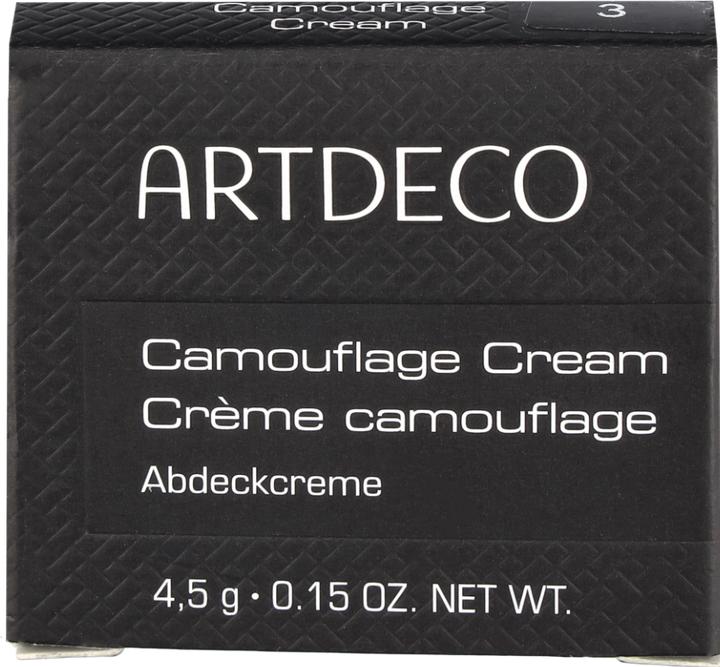 Camouflage
Cream
3
ARTDECO
Camouflage Cream
Crème camouflage
Abdeckcreme
4,5 g • 0.15 OZ. NET WT.